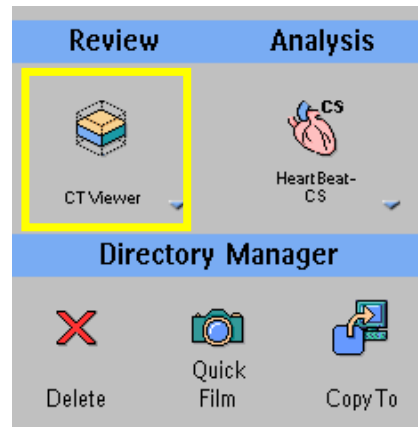 Review Analysis
CS
CT Viewer
HeartBeat-
CS
Directory Manager
Quick
Delete Film Copy To